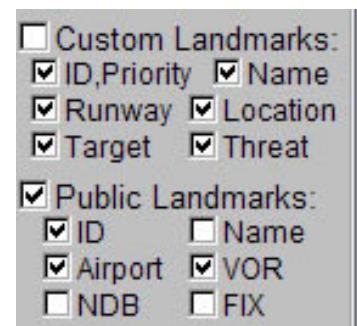 Custom Landmarks:
ID,Priority Name
Runway Location
Target Threat
Public Landmarks:
ID Name
Airport VOR
NDB FIX